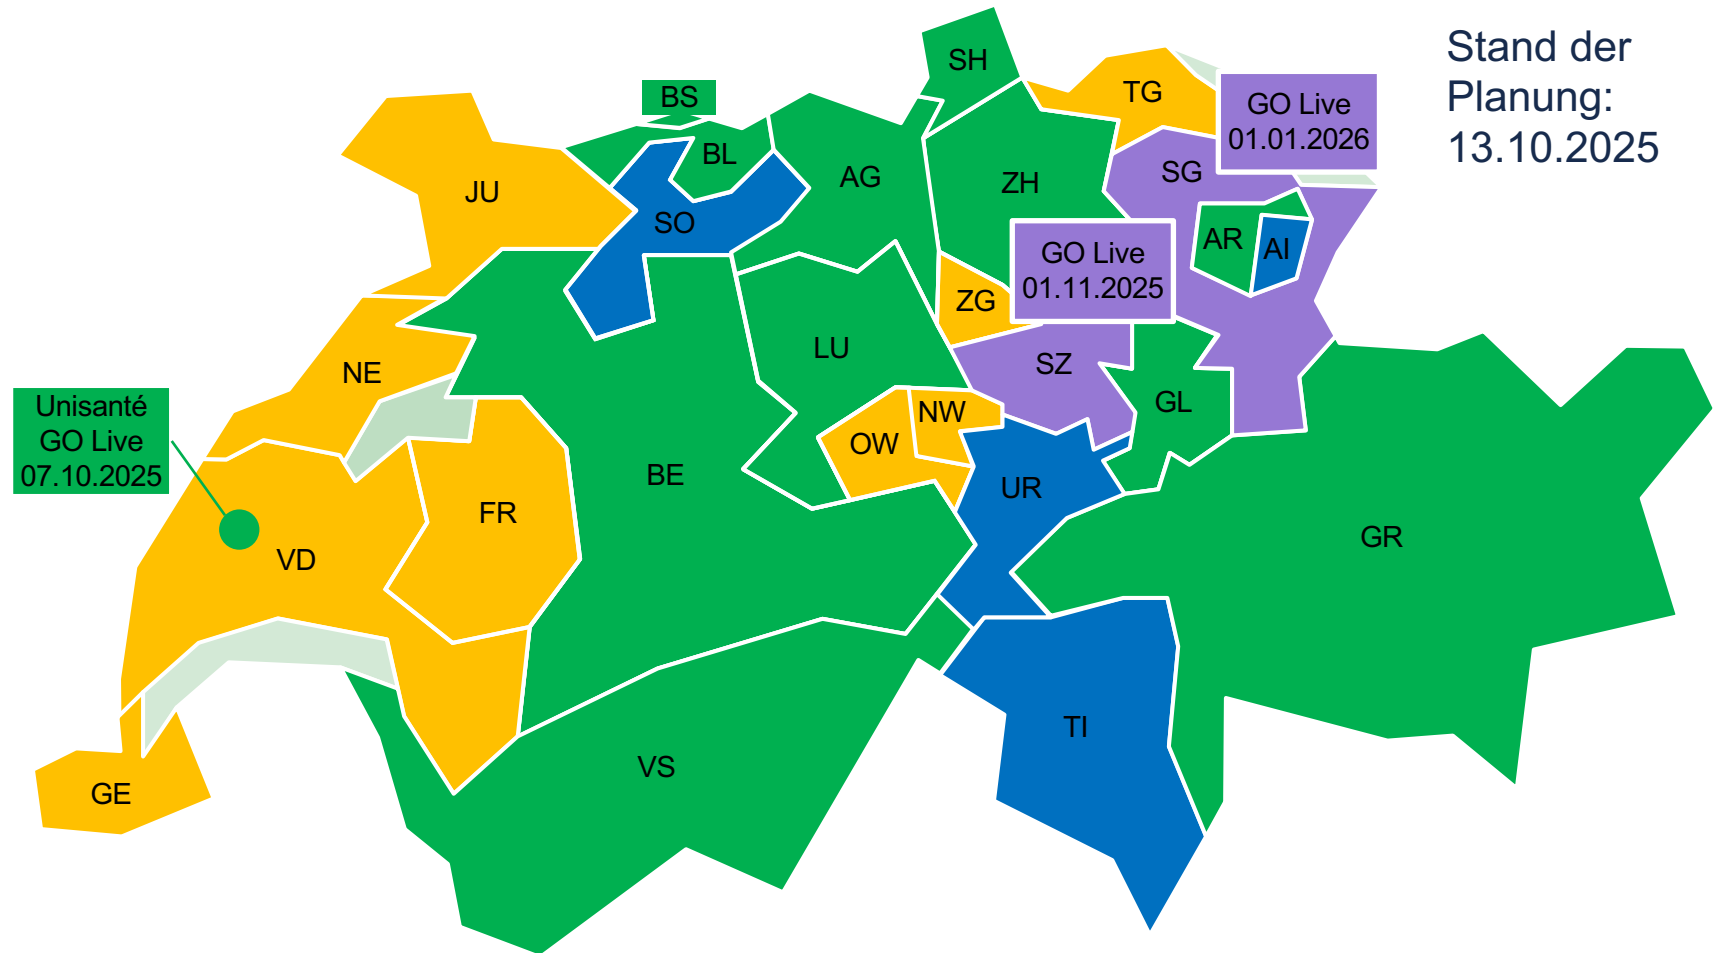 Stand der
Planung:
13.10.2025
SH
BS
TG
GO Live
01.01.2026
BL
AG
ZH
SG
JU
SO
AR
AI
GO Live
01.11.2025
ZG
LU
SZ
NE
GL
NW
OW
Unisanté
GO Live
07.10.2025
BE
UR
FR
GR
VD
TI
VS
GE